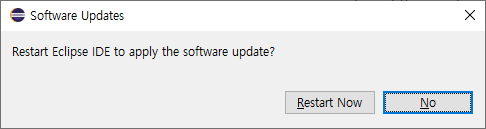 Software Updates
Restart Eclipse IDE to apply the software update?
Restart Now
No